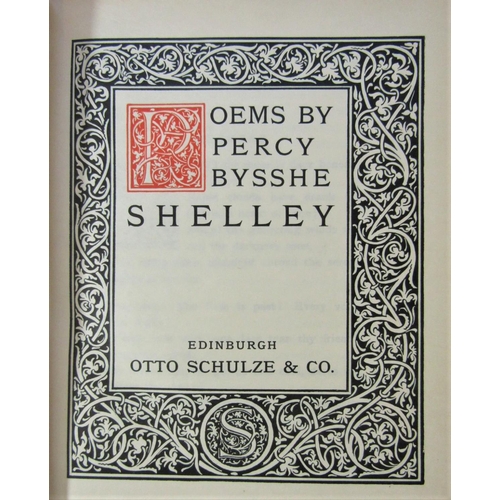 POEMS BY
PERCY
BYSSHE
SHELLEY
EDINBURGH
OTTO SCHULZE & CO.
S